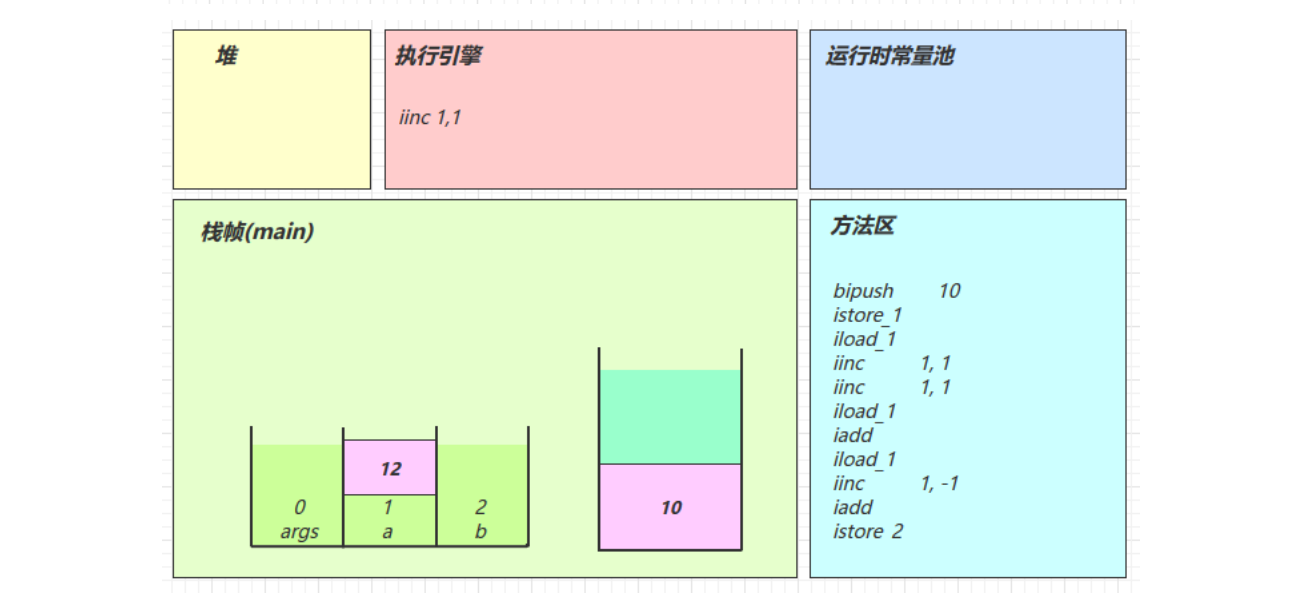 堆
执行引擎
iinc 1,1
运行时常量池
栈帧(main)
12
0 1 2
args a b
10
方法区
bipush 10
istore_1
iload_1
iinc 1, 1
iinc 1, 1
iload_1
iadd
iload_1
iinc 1, -1
iadd
istore 2